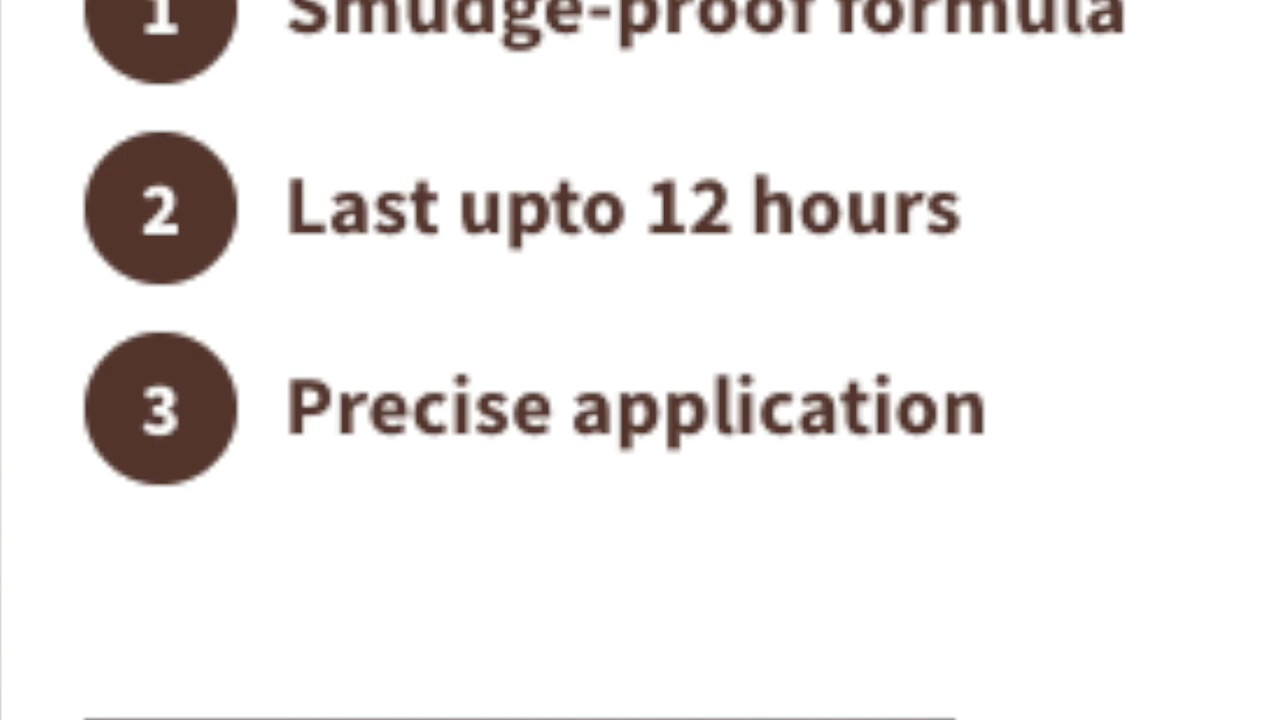 1 Smudge-proof formula
2 Last upto 12 hours
3 Precise application